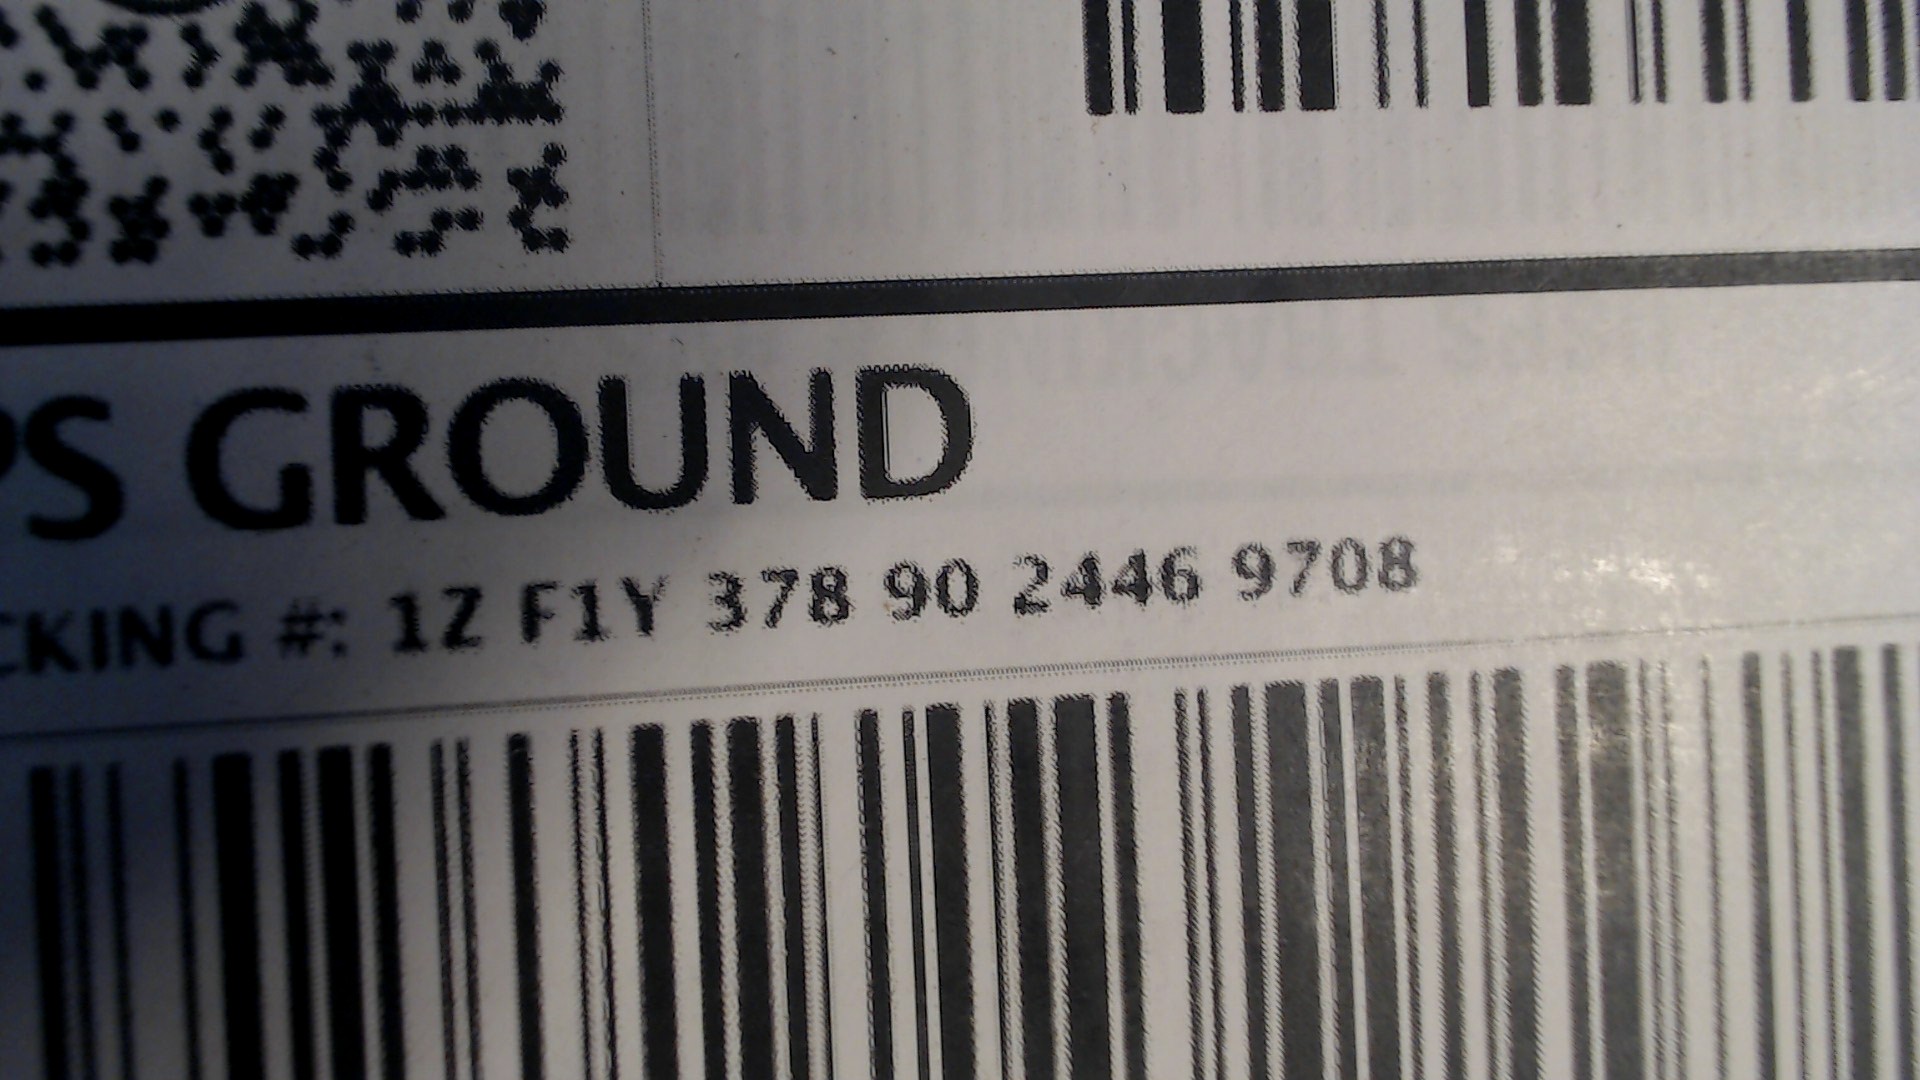 PS GROUND
CKING #: 1Z F1Y 378 90 2446 9708